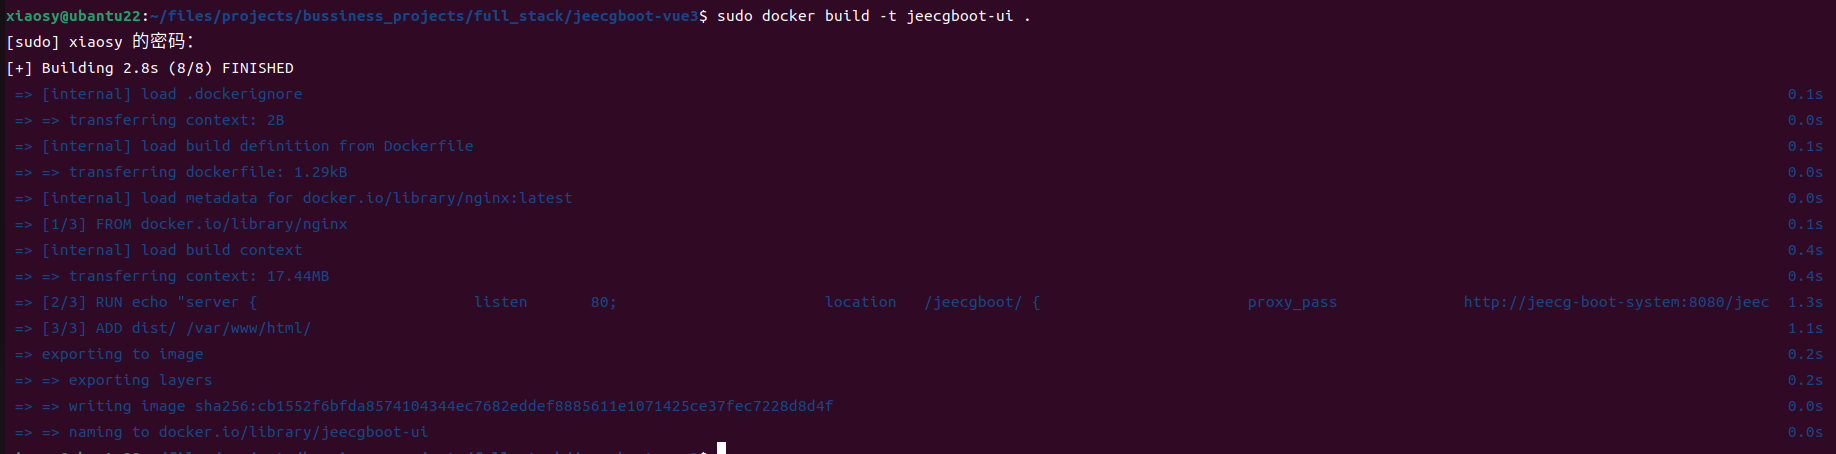 xiaosy@ubantu22:~/files/projects/bussiness_projects/full_stack/jeecgboot-vue3$ sudo docker build -t jeecgboot-ui .
[sudo] xiaosy 的密码：
[+] Building 2.8s (8/8) FINISHED
=> [internal] load .dockerignore 0.1s
=> => transferring context: 2B 0.0s
=> [internal] load build definition from Dockerfile 0.1s
=> => transferring dockerfile: 1.29kB 0.0s
=> [internal] load metadata for docker.io/library/nginx:latest 0.0s
=> [1/3] FROM docker.io/library/nginx 0.1s
=> [internal] load build context 0.4s
=> => transferring context: 17.44MB 0.4s
=> [2/3] RUN echo "server { listen 80; location /jeecgboot/ { proxy_pass http://jeecg-boot-system:8080/jeec 1.3s
=> [3/3] ADD dist/ /var/www/html/ 1.1s
=> exporting to image 0.2s
=> => exporting layers 0.2s
=> => writing image sha256:cb1552f6bfda8574104344ec7682eddef8885611e1071425ce37fec7228d8d4f 0.0s
=> => naming to docker.io/library/jeecgboot-ui 0.0s